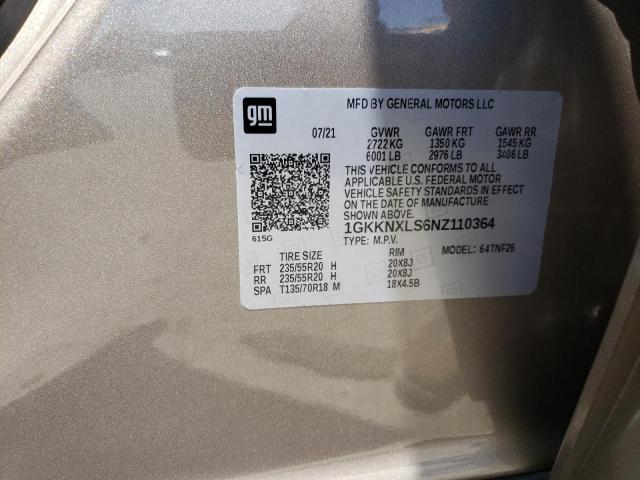 gm
MFD BY GENERAL MOTORS LLC
07/21 GVWR GAWR FRT GAWR RR
2722 KG 1350 KG 1545 KG
6001 LB 2976 LB 3406 LB
THIS VEHICLE CONFORMS TO ALL
APPLICABLE U.S. FEDERAL MOTOR
VEHICLE SAFETY STANDARDS IN EFFECT
ON THE DATE OF MANUFACTURE
SHOWN ABOVE.
1GKKNXLS6NZ110364
615G TYPE: M.P.V. MODEL: 64TNF26
TIRE SIZE RIM
FRT 235/55R20 H 20X8J
RR 235/55R20 H 20X8J
SPA T135/70R18 M 18X4.5B